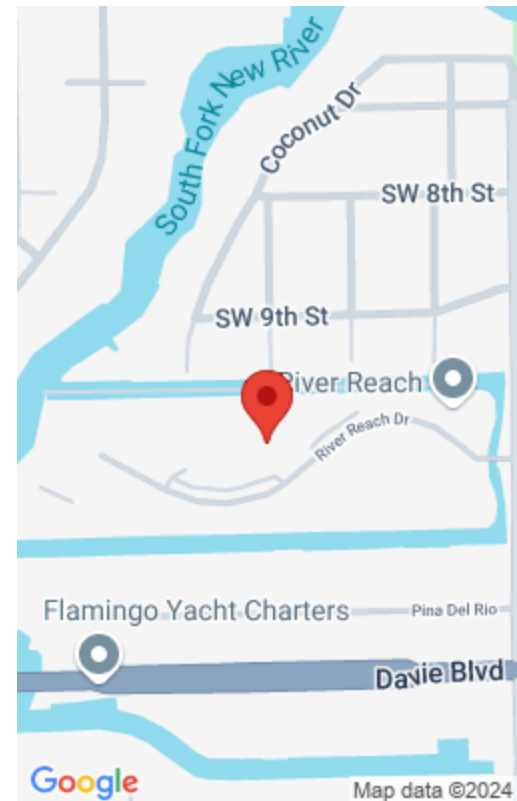 South Fork New River
Coconut Dr
SW 8th St
SW 9th St
River Reach
River Reach Dr
Flamingo Yacht Charters
Pina Del Rio
Davie Blvd
Google
Map data ©2024